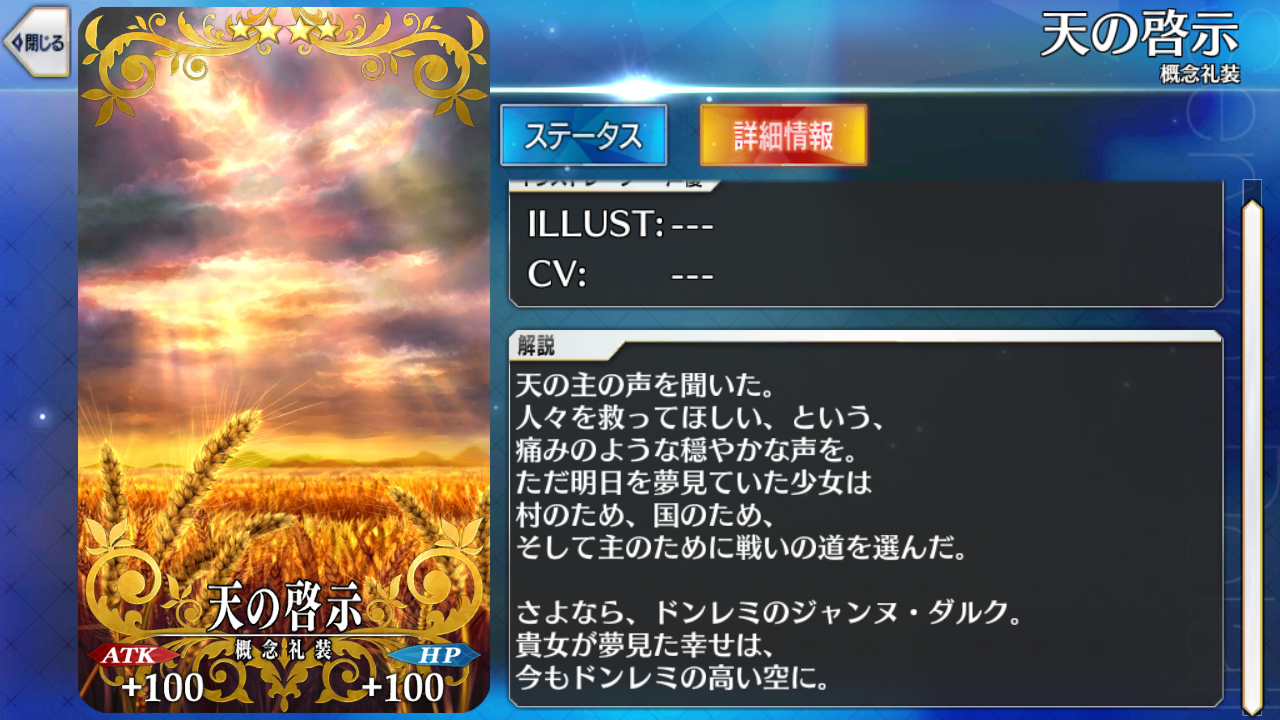 閉じる
天の啓示
概念礼装
ステータス
詳細情報
ILLUST: ---
CV: ---
解説
天の主の声を聞いた。
人々を救ってほしい、という、
痛みのような穏やかな声を。
ただ明日を夢見ていた少女は
村のため、国のため、
そして主のために戦いの道を選んだ。
さよなら、ドンレミのジャンヌ・ダルク。
貴女が夢見た幸せは、
今もドンレミの高い空に。
天の啓示
概念礼装
ATK HP
+100 +100